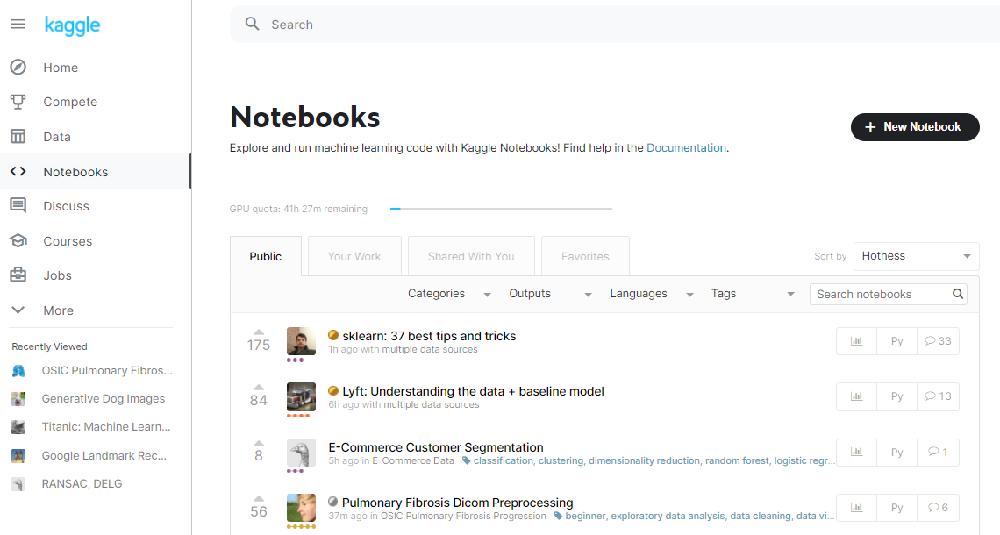 kaggle
Search
Home
Compete
Data
Notebooks
Discuss
Courses
Jobs
More
Recently Viewed
OSIC Pulmonary Fibros...
Generative Dog Images
Titanic: Machine Learn...
Google Landmark Rec...
RANSAC, DELG
Notebooks
+ New Notebook
Explore and run machine learning code with Kaggle Notebooks! Find help in the Documentation.
GPU quota: 41h 27m remaining
Public Your Work Shared With You Favorites Sort by Hotness
Categories Outputs Languages Tags Search notebooks
175 sklearn: 37 best tips and tricks Py 33
1h ago with multiple data sources
84 Lyft: Understanding the data + baseline model Py 13
6h ago with multiple data sources
8 E-Commerce Customer Segmentation Py 1
5h ago in E-Commerce Data classification, clustering, dimensionality reduction, random forest, logistic regr...
56 Pulmonary Fibrosis Dicom Preprocessing Py 6
37m ago in OSIC Pulmonary Fibrosis Progression beginner, exploratory data analysis, data cleaning, data vi...